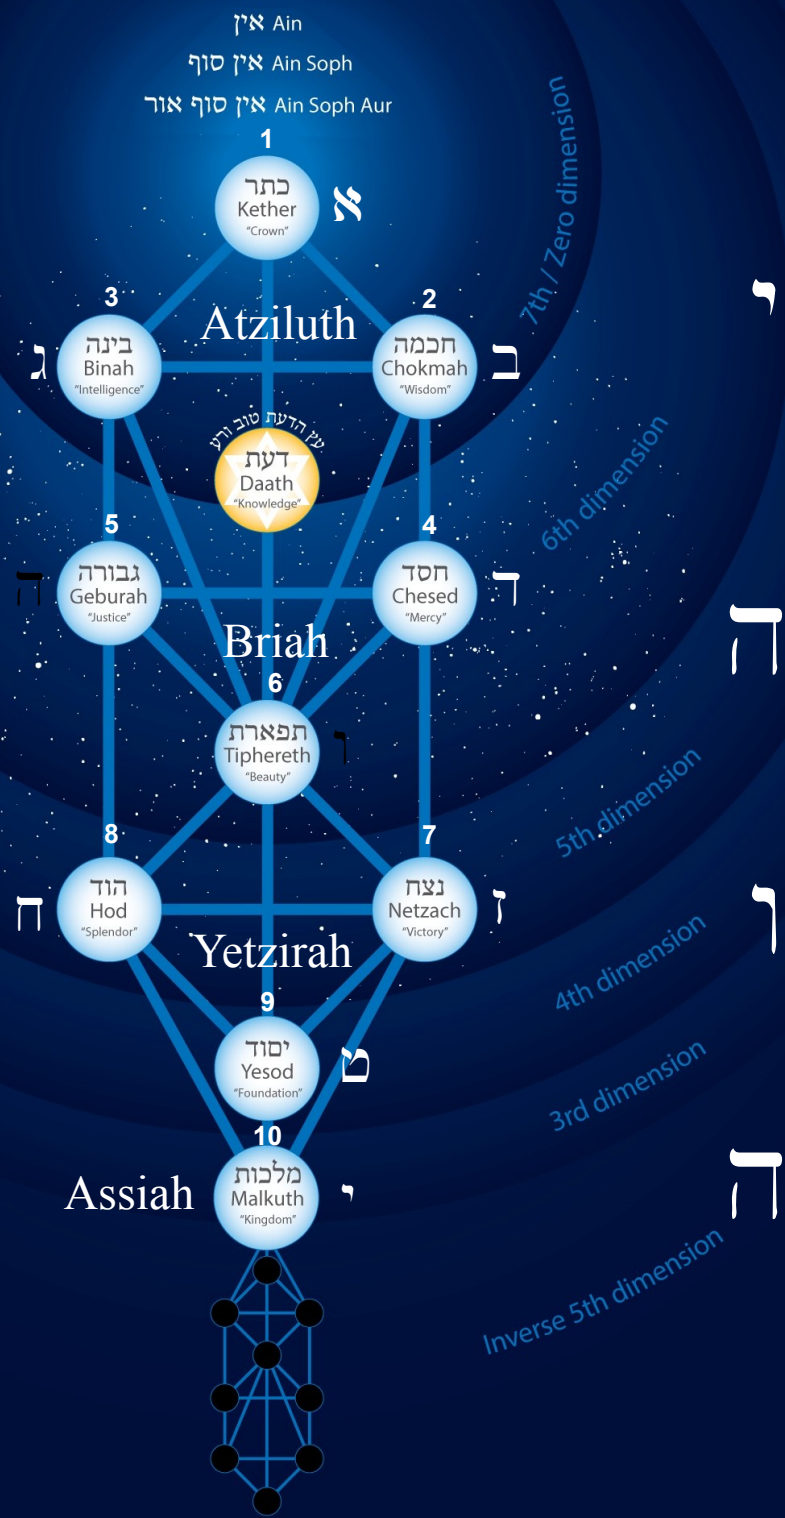 אין Ain
אין סוף Ain Soph
אין סוף אור Ain Soph Aur
1
כתר
Kether
"Crown"
א
7th / Zero dimension
י
3
2
Atziluth
בינה
Binah
"Intelligence"
ג
חכמה
Chokmah
"Wisdom"
ב
עץ הדעת טוב ורע
דעת
Daath
"Knowledge"
6th dimension
5
4
גבורה
Geburah
"Justice"
ה
חסד
Chesed
"Mercy"
ד
ה
Briah
6
תפארת
Tiphereth
"Beauty"
ו
5th dimension
8
7
הוד
Hod
"Splendor"
ח
נצח
Netzach
"Victory"
ז
ו
Yetzirah
4th dimension
9
יסוד
Yesod
"Foundation"
ט
3rd dimension
10
Assiah
מלכות
Malkuth
"Kingdom"
י
ה
Inverse 5th dimension